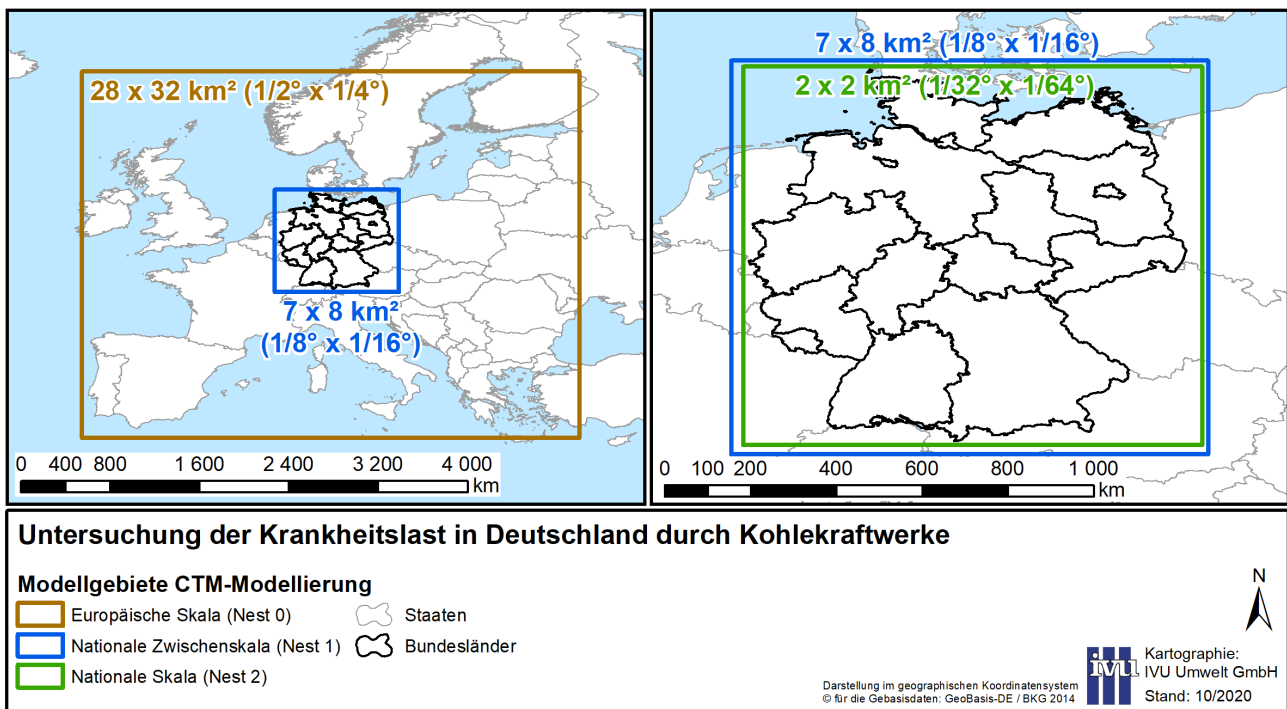 28 x 32 km² (1/2° x 1/4°)
7 x 8 km²
(1/8° x 1/16°)
0 400 800 1 600 2 400 3 200 4 000
km
7 x 8 km² (1/8° x 1/16°)
2 x 2 km² (1/32° x 1/64°)
0 100 200 400 600 800 1 000
km
Untersuchung der Krankheitslast in Deutschland durch Kohlekraftwerke
Modellgebiete CTM-Modellierung
Europäische Skala (Nest 0)
Staaten
Nationale Zwischenskala (Nest 1)
Bundesländer
Nationale Skala (Nest 2)
N
Darstellung im geographischen Koordinatensystem
© für die Gebasisdaten: GeoBasis-DE / BKG 2014
ivu
Kartographie:
IVU Umwelt GmbH
Stand: 10/2020